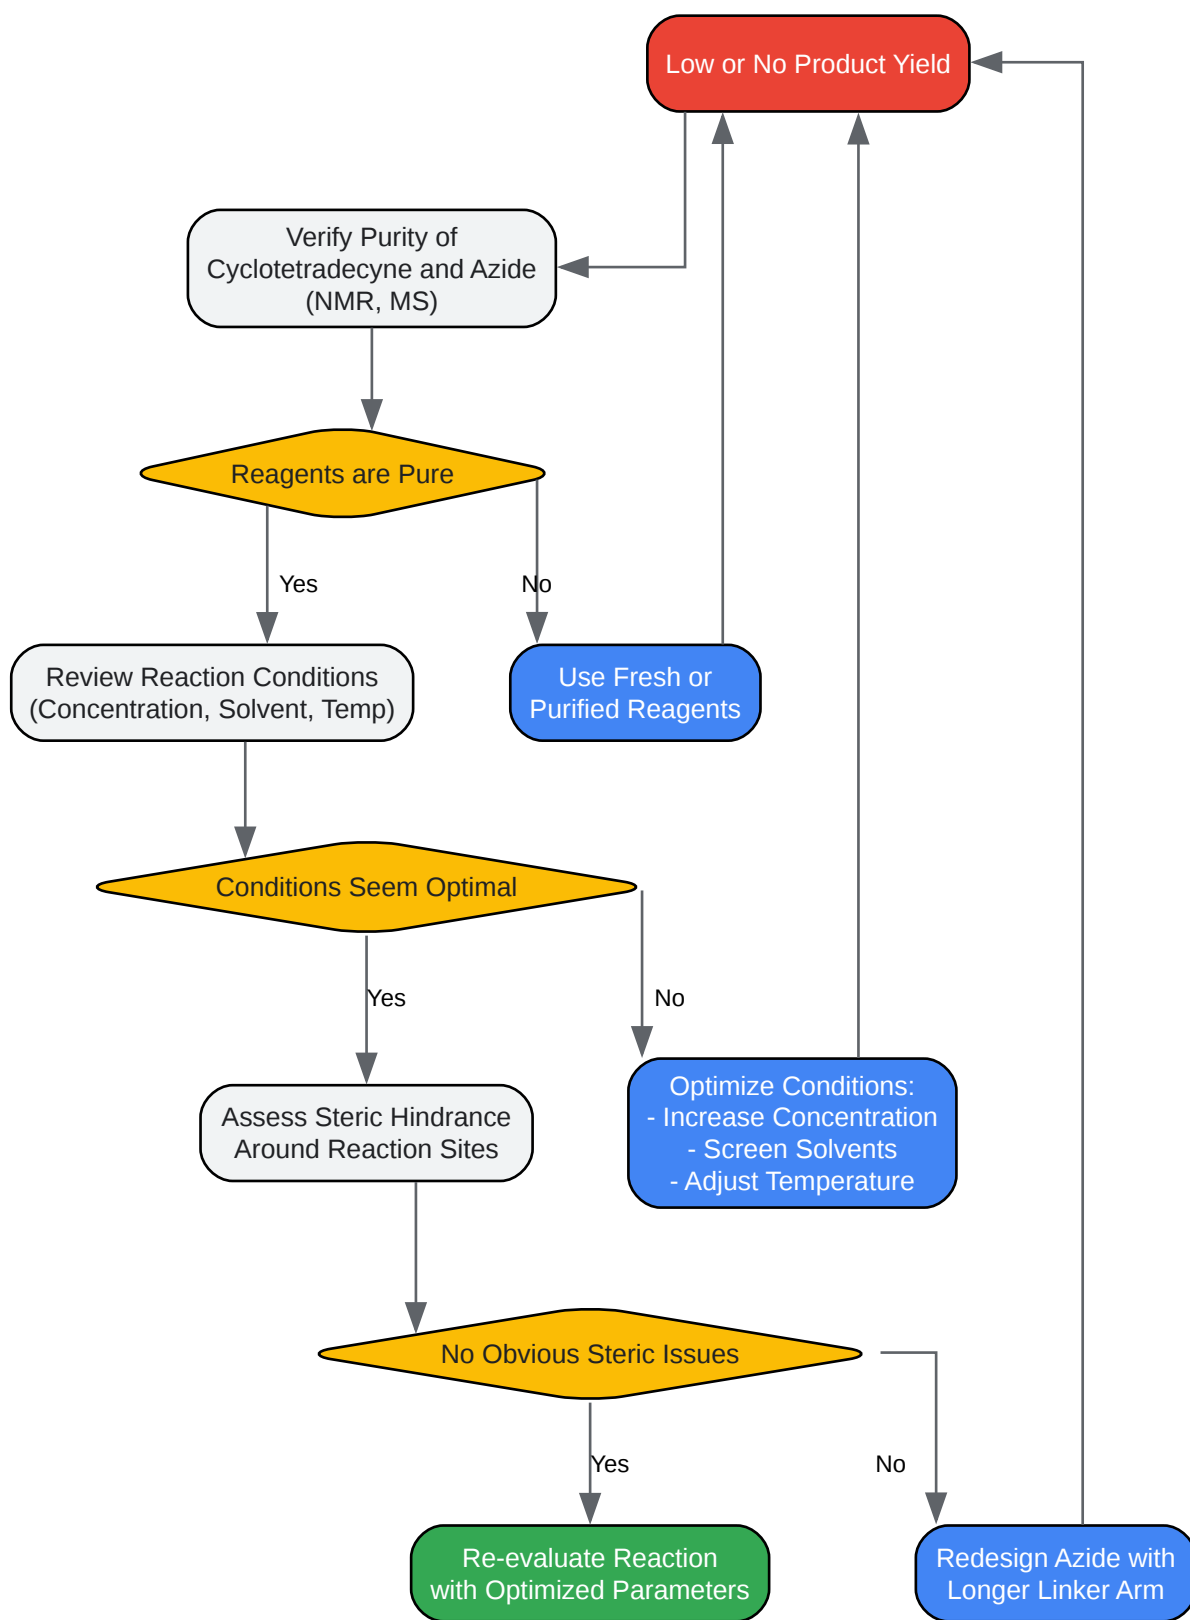 Low or No Product Yield
Verify Purity of
Cyclotetradecyne and Azide
(NMR, MS)
Reagents are Pure
Yes
No
Review Reaction Conditions
(Concentration, Solvent, Temp)
Use Fresh or
Purified Reagents
Conditions Seem Optimal
Yes
No
Assess Steric Hindrance
Around Reaction Sites
Optimize Conditions:
- Increase Concentration
- Screen Solvents
- Adjust Temperature
No Obvious Steric Issues
Yes
No
Re-evaluate Reaction
with Optimized Parameters
Redesign Azide with
Longer Linker Arm